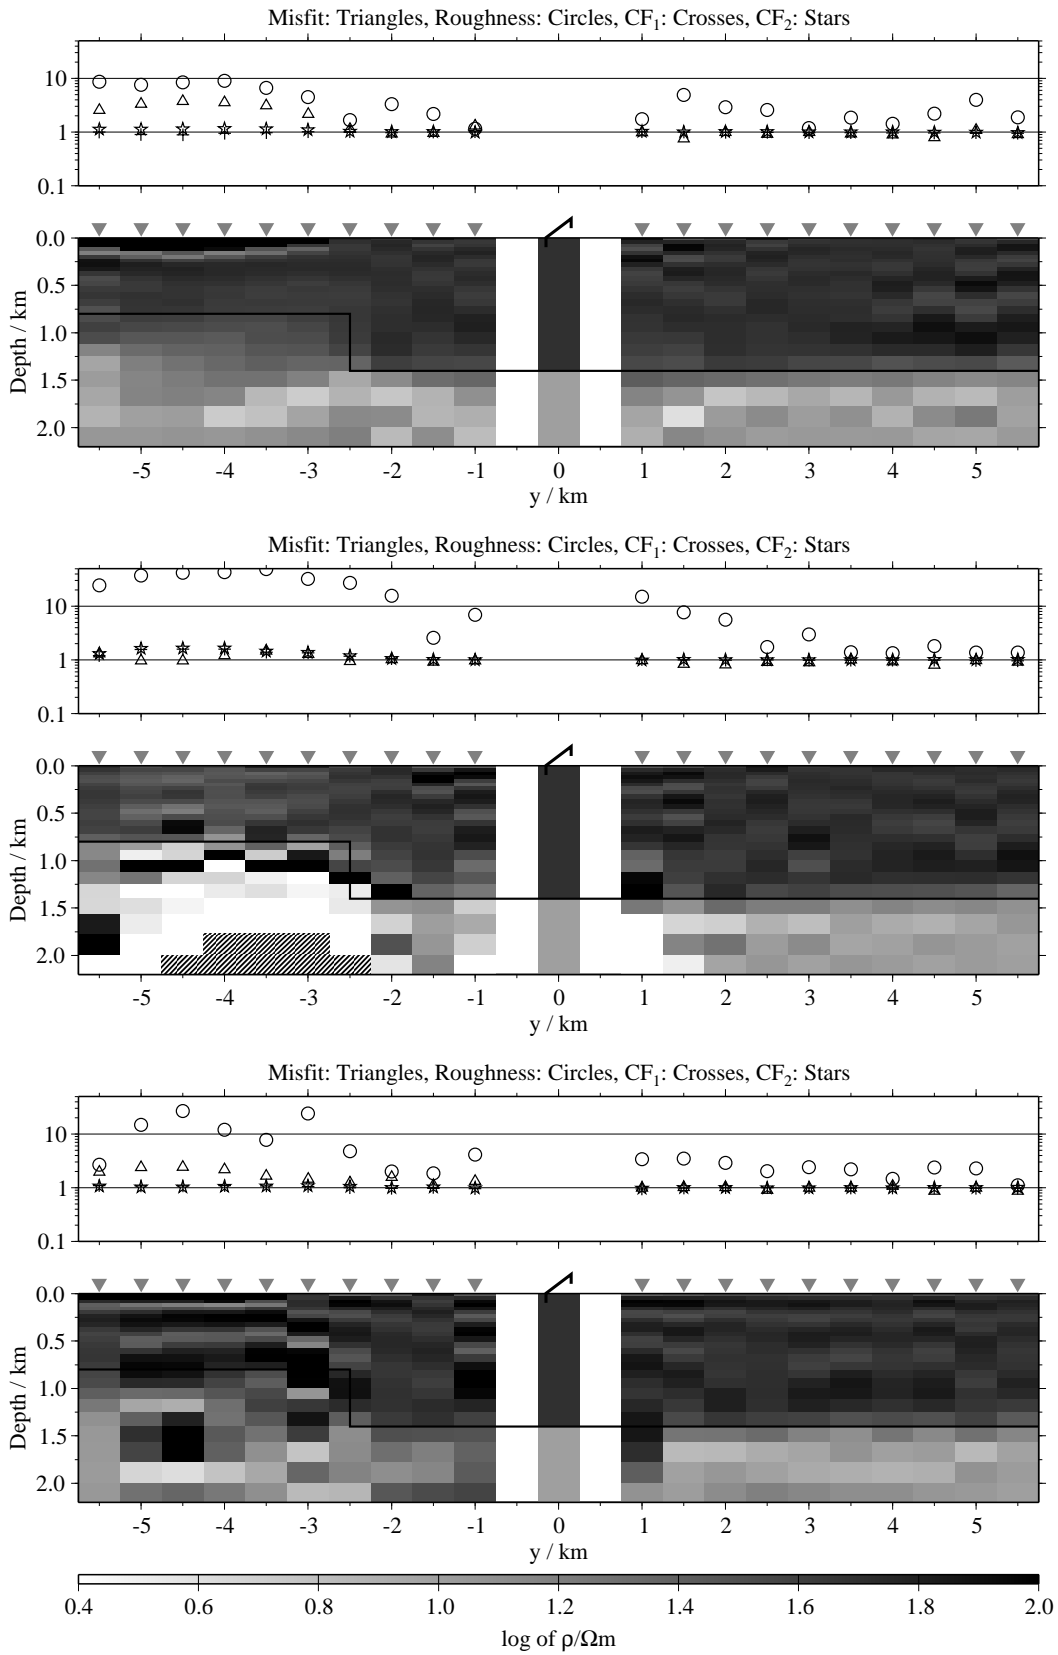 Misfit: Triangles, Roughness: Circles, CF₁: Crosses, CF₂: Stars
10
1
0.1
0.0
0.5
1.0
1.5
2.0
Depth / km
-5 -4 -3 -2 -1 0 1 2 3 4 5
y / km
Misfit: Triangles, Roughness: Circles, CF₁: Crosses, CF₂: Stars
10
1
0.1
0.0
0.5
1.0
1.5
2.0
Depth / km
-5 -4 -3 -2 -1 0 1 2 3 4 5
y / km
Misfit: Triangles, Roughness: Circles, CF₁: Crosses, CF₂: Stars
10
1
0.1
0.0
0.5
1.0
1.5
2.0
Depth / km
-5 -4 -3 -2 -1 0 1 2 3 4 5
y / km
0.4 0.6 0.8 1.0 1.2 1.4 1.6 1.8 2.0
log of ρ/Ωm